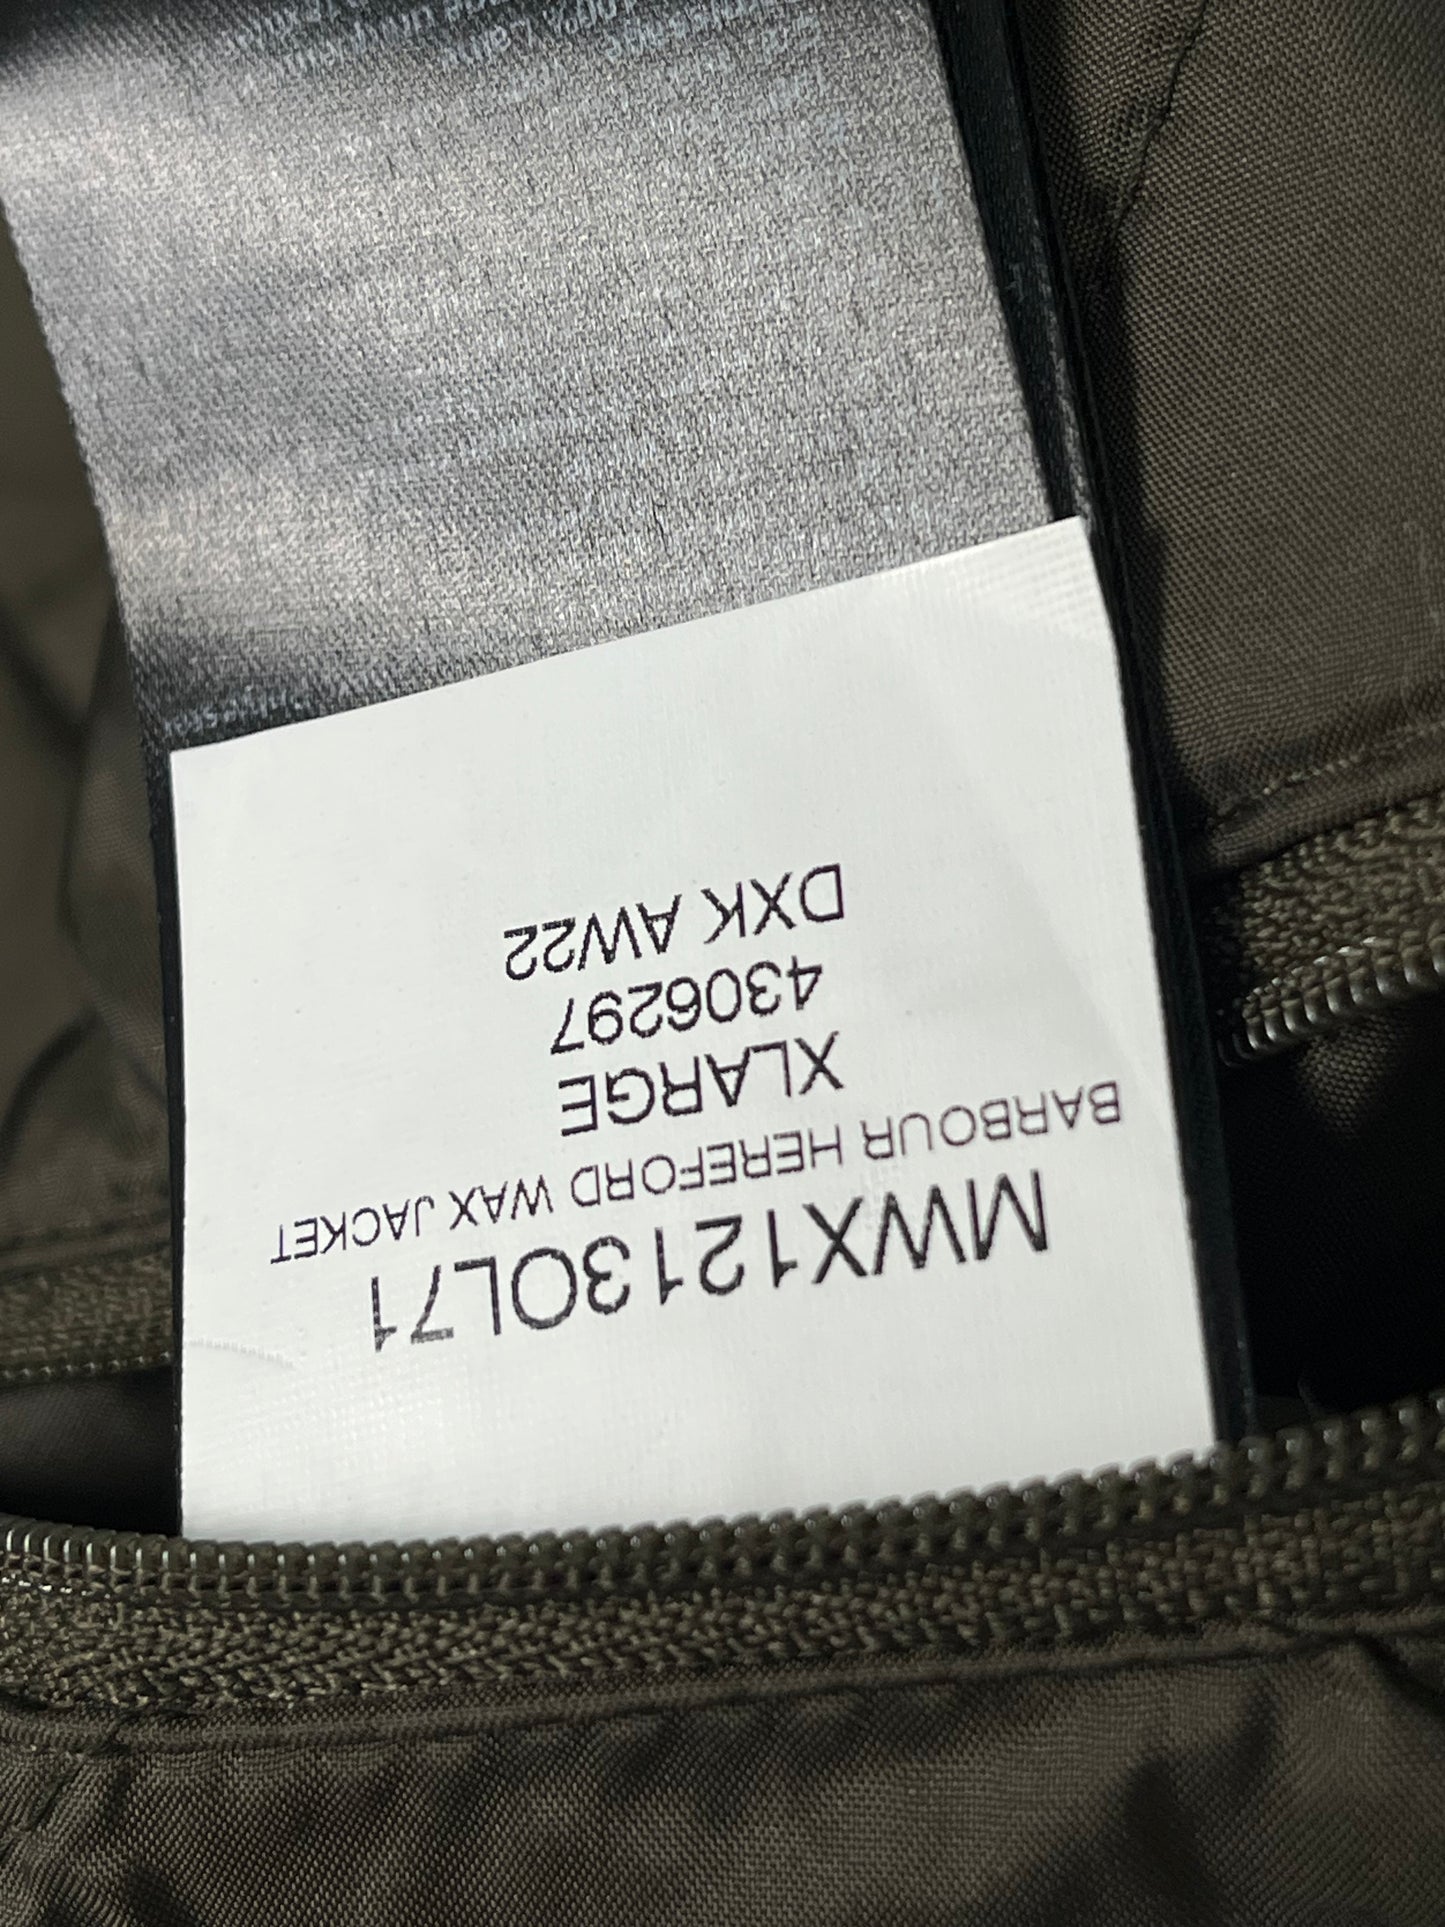 MWX1213OL71
BARBOUR HEREFORD WAX JACKET
XLARGE
4306297
DXK AW22